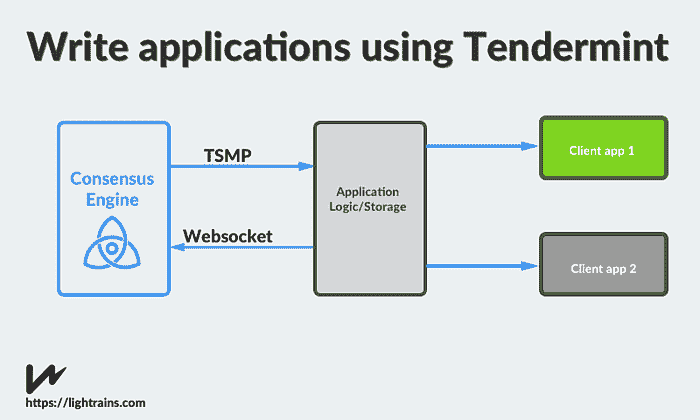 Write applications using Tendermint
Consensus
Engine
TSMP
Websocket
Application
Logic/Storage
Client app 1
Client app 2
https://lightrains.com